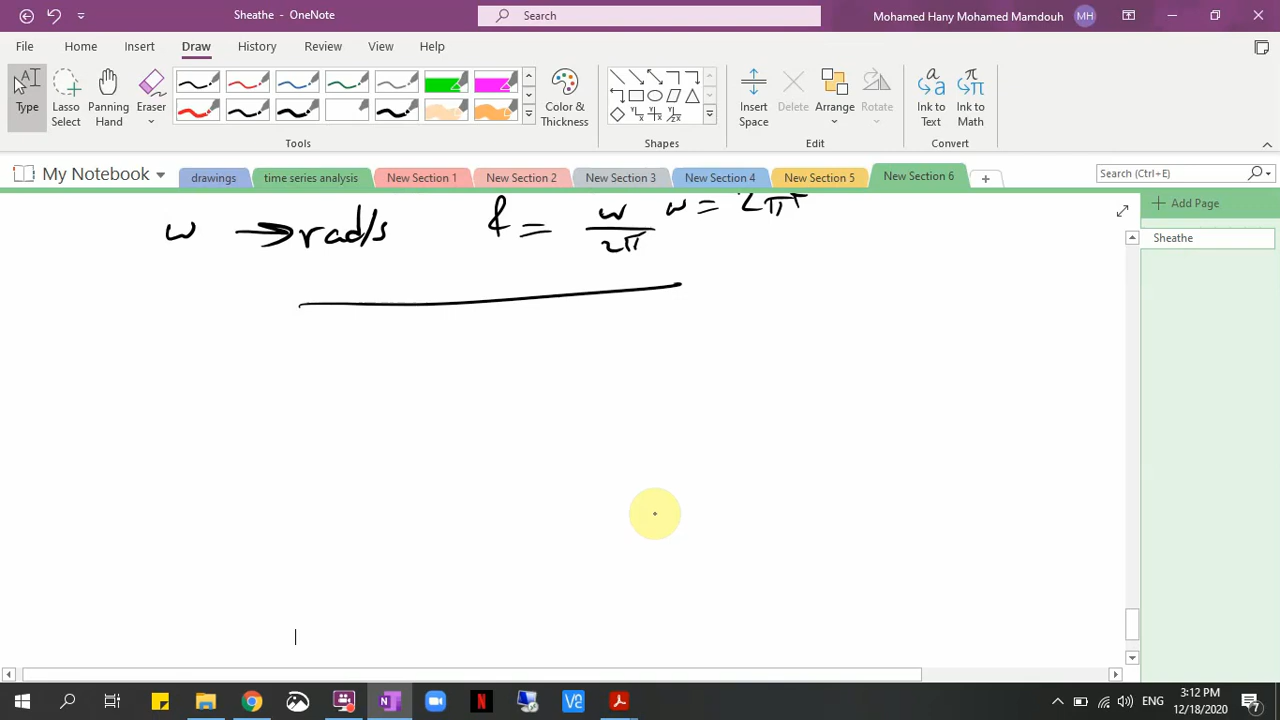 Sheathe - OneNote
Search
Mohamed Hany Mohamed Mamdouh
MH
File Home Insert Draw History Review View Help
Type
Lasso Select
Panning Hand
Eraser
Color & Thickness
Insert Space
Delete
Arrange
Rotate
Ink to Text
Ink to Math
Tools
Shapes
Edit
Convert
My Notebook
drawings
time series analysis
New Section 1
New Section 2
New Section 3
New Section 4
New Section 5
New Section 6
Search (Ctrl+E)
Add Page
Sheathe
w → rad/s f = w/2π w = 2πf
ENG
3:12 PM
12/18/2020
7